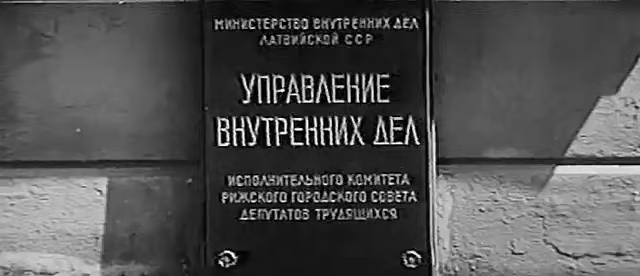 МИНИСТЕРСТВО ВНУТРЕННИХ ДЕЛ
ЛАТВИЙСКОЙ ССР
УПРАВЛЕНИЕ
ВНУТРЕННИХ ДЕЛ
ИСПОЛНИТЕЛЬНОГО КОМИТЕТА
РИЖСКОГО ГОРОДСКОГО СОВЕТА
ДЕПУТАТОВ ТРУДЯЩИХСЯ